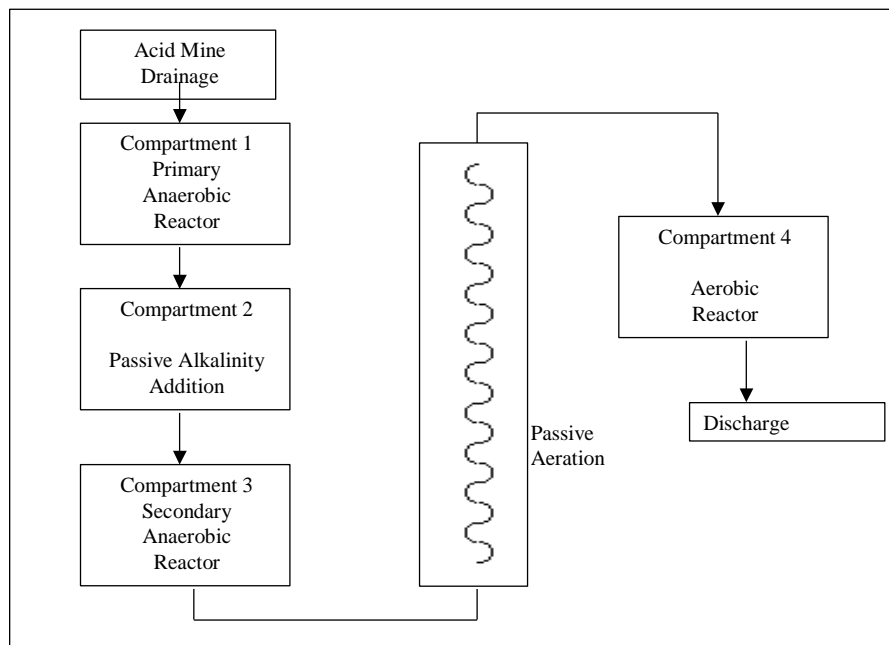 Acid Mine
Drainage
Compartment 1
Primary
Anaerobic
Reactor
Compartment 2
Passive Alkalinity
Addition
Compartment 3
Secondary
Anaerobic
Reactor
Passive
Aeration
Compartment 4
Aerobic
Reactor
Discharge